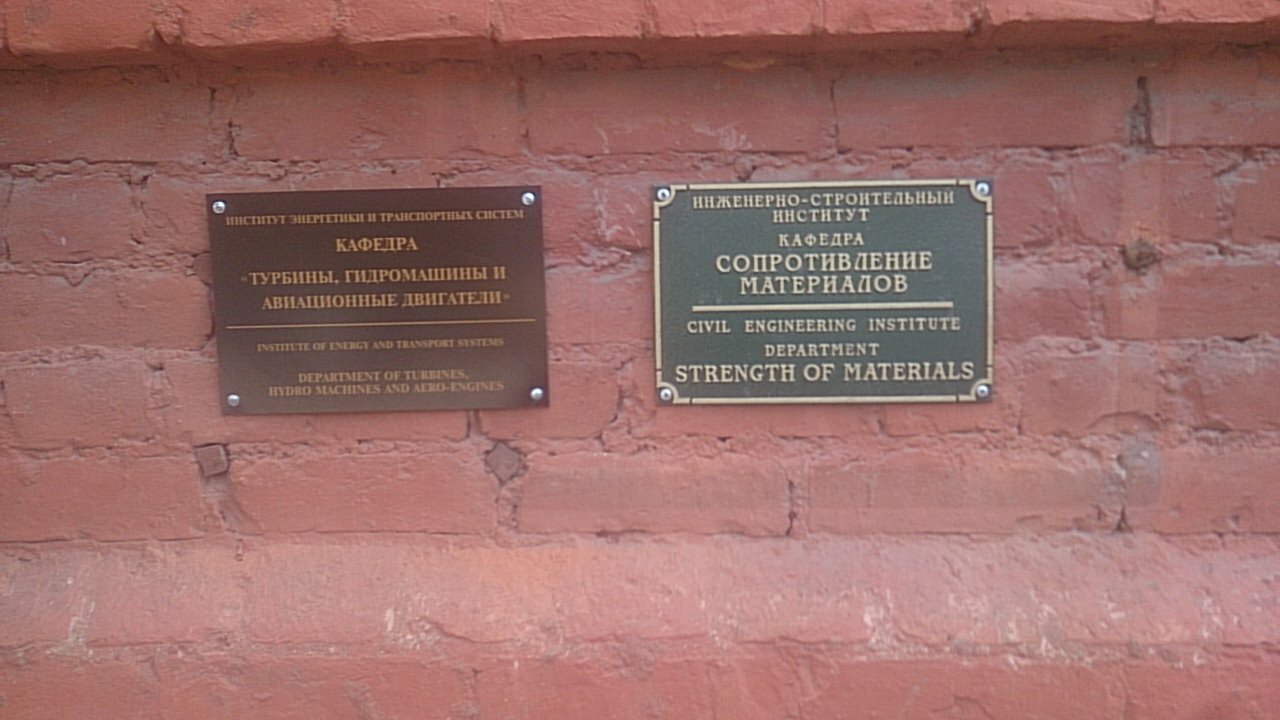 ИНСТИТУТ ЭНЕРГЕТИКИ И ТРАНСПОРТНЫХ СИСТЕМ
КАФЕДРА
"ТУРБИНЫ, ГИДРОМАШИНЫ И
АВИАЦИОННЫЕ ДВИГАТЕЛИ"
INSTITUTE OF ENERGY AND TRANSPORT SYSTEMS
DEPARTMENT OF TURBINES,
HYDRO MACHINES AND AERO-ENGINES
ИНЖЕНЕРНО-СТРОИТЕЛЬНЫЙ
ИНСТИТУТ
КАФЕДРА
СОПРОТИВЛЕНИЕ
МАТЕРИАЛОВ
CIVIL ENGINEERING INSTITUTE
DEPARTMENT
STRENGTH OF MATERIALS